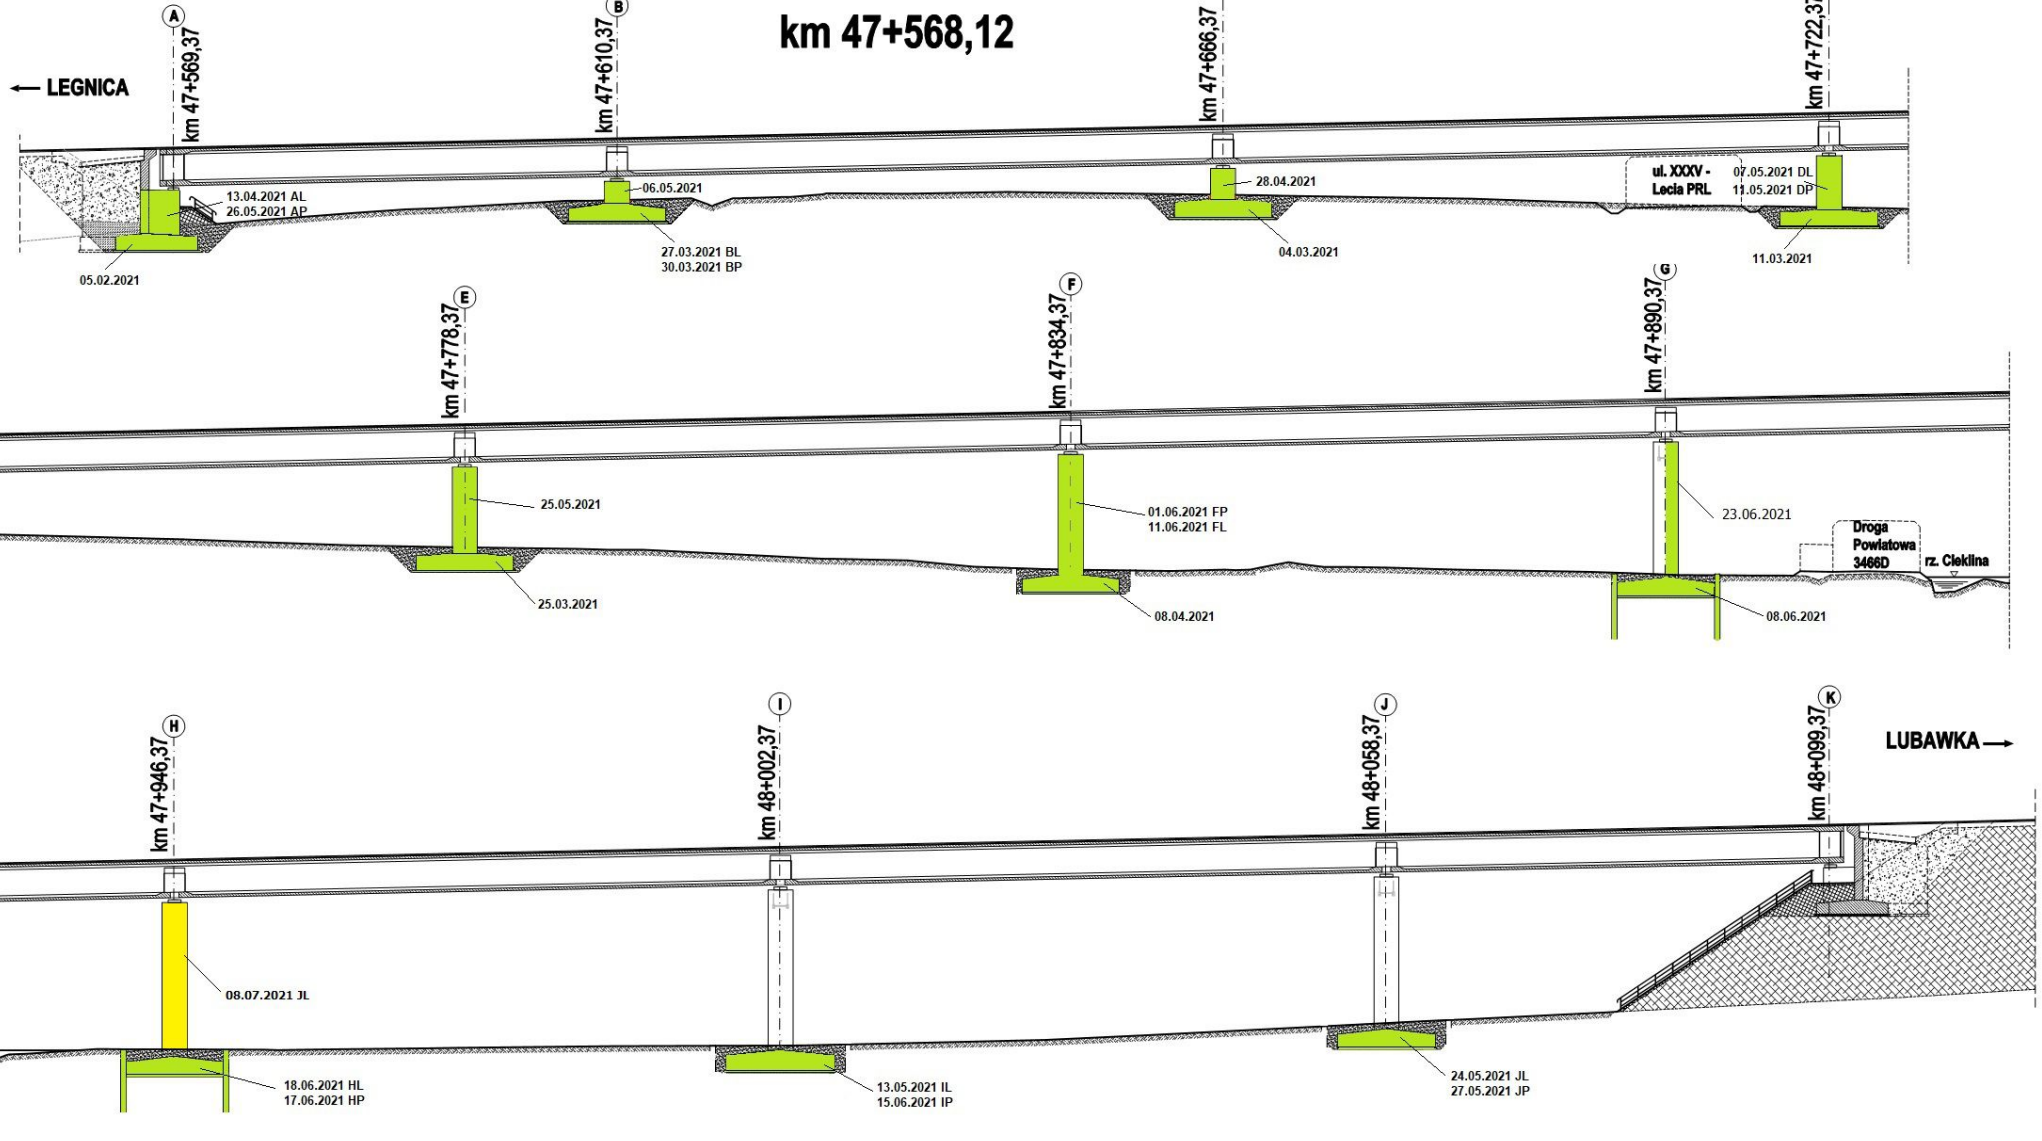 A
B
km 47+568,12
km 47+569,37
km 47+610,37
km 47+666,37
km 47+722,37
← LEGNICA
13.04.2021 AL
26.05.2021 AP
05.02.2021
06.05.2021
27.03.2021 BL
30.03.2021 BP
28.04.2021
04.03.2021
ul. XXXV -
Lecia PRL
07.05.2021 DL
11.05.2021 DP
11.03.2021
E
F
G
km 47+778,37
km 47+834,37
km 47+890,37
25.05.2021
25.03.2021
01.06.2021 FP
11.06.2021 FL
08.04.2021
23.06.2021
08.06.2021
Droga
Powiatowa
3466D
rz. Cieklina
H
I
J
K
km 47+946,37
km 48+002,37
km 48+058,37
km 48+099,37
LUBAWKA →
08.07.2021 JL
18.06.2021 HL
17.06.2021 HP
13.05.2021 IL
15.06.2021 IP
24.05.2021 JL
27.05.2021 JP